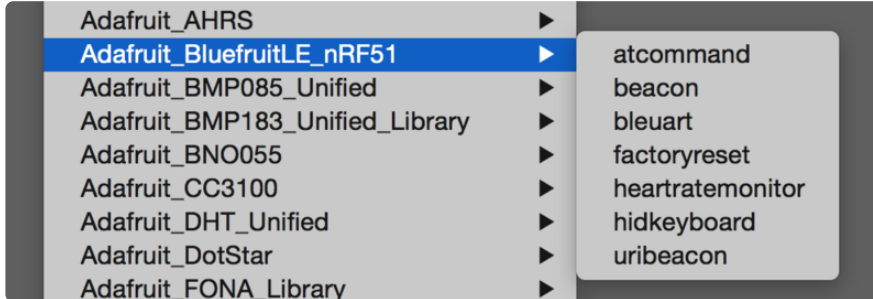 Adafruit_AHRS
Adafruit_BluefruitLE_nRF51
Adafruit_BMP085_Unified
Adafruit_BMP183_Unified_Library
Adafruit_BNO055
Adafruit_CC3100
Adafruit_DHT_Unified
Adafruit_DotStar
Adafruit_FONA_Library
atcommand
beacon
bleuart
factoryreset
heartratemonitor
hidkeyboard
uribeacon